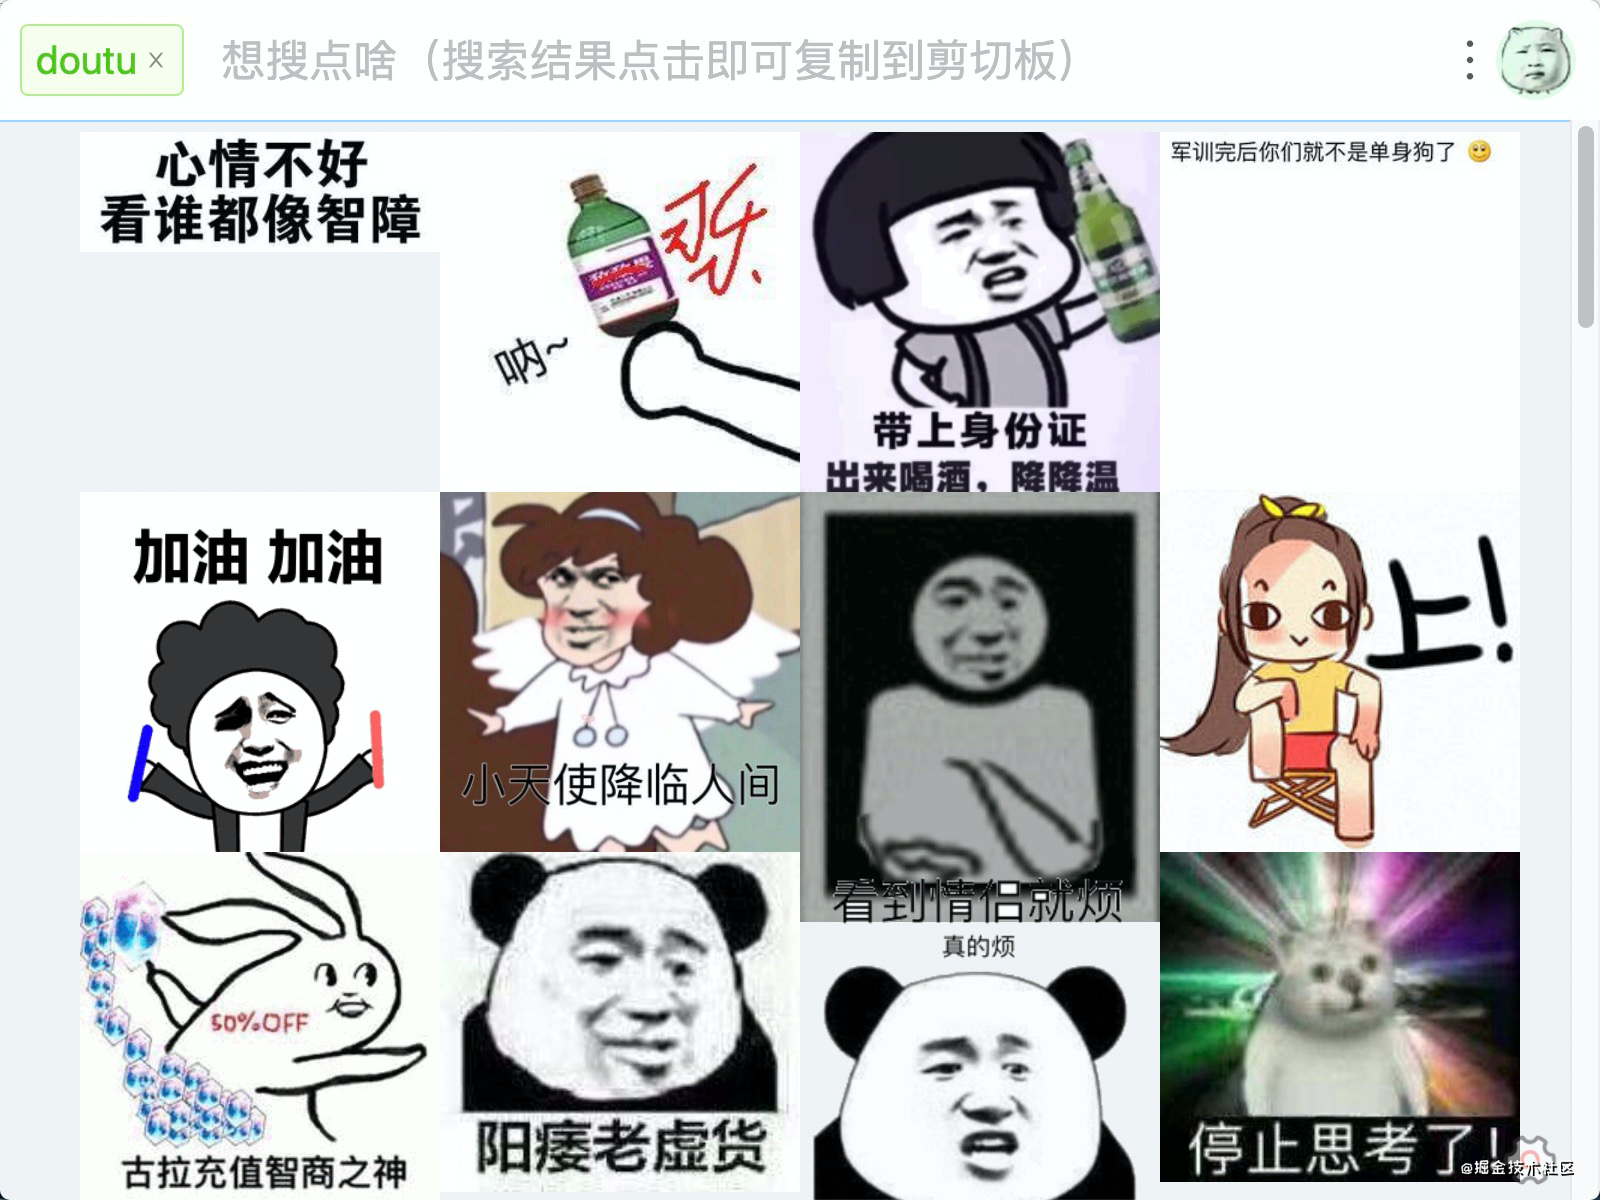 doutu ×
想搜点啥（搜索结果点击即可复制到剪切板）
心情不好
看谁都像智障
呐~
带上身份证
出来喝酒，降降温
军训完后你们就不是单身狗了
加油 加油
小天使降临人间
看到情侣就烦
真的烦
上！
50%OFF
古拉充值智商之神
阳痿老虚货
停止思考了！
@掘金技术社区